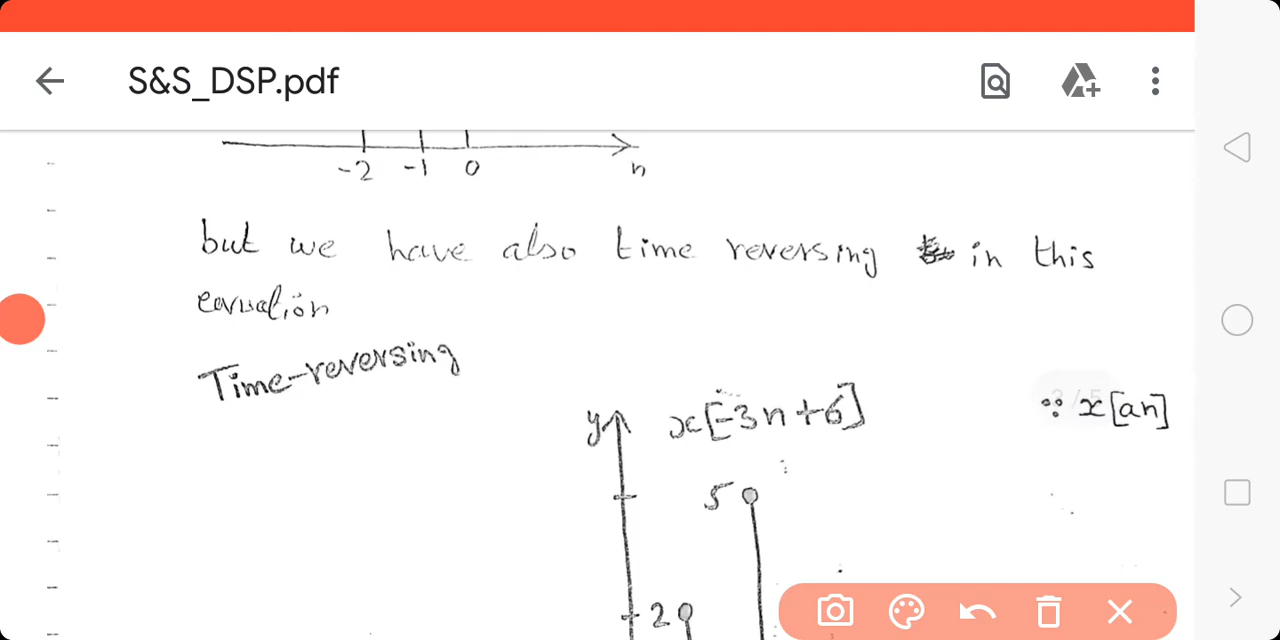 S&S_DSP.pdf
-2 -1 0 n
but we have also time reversing in this
equation
Time-reversing
y x[-3n+6] ∵ x[an]
5
2